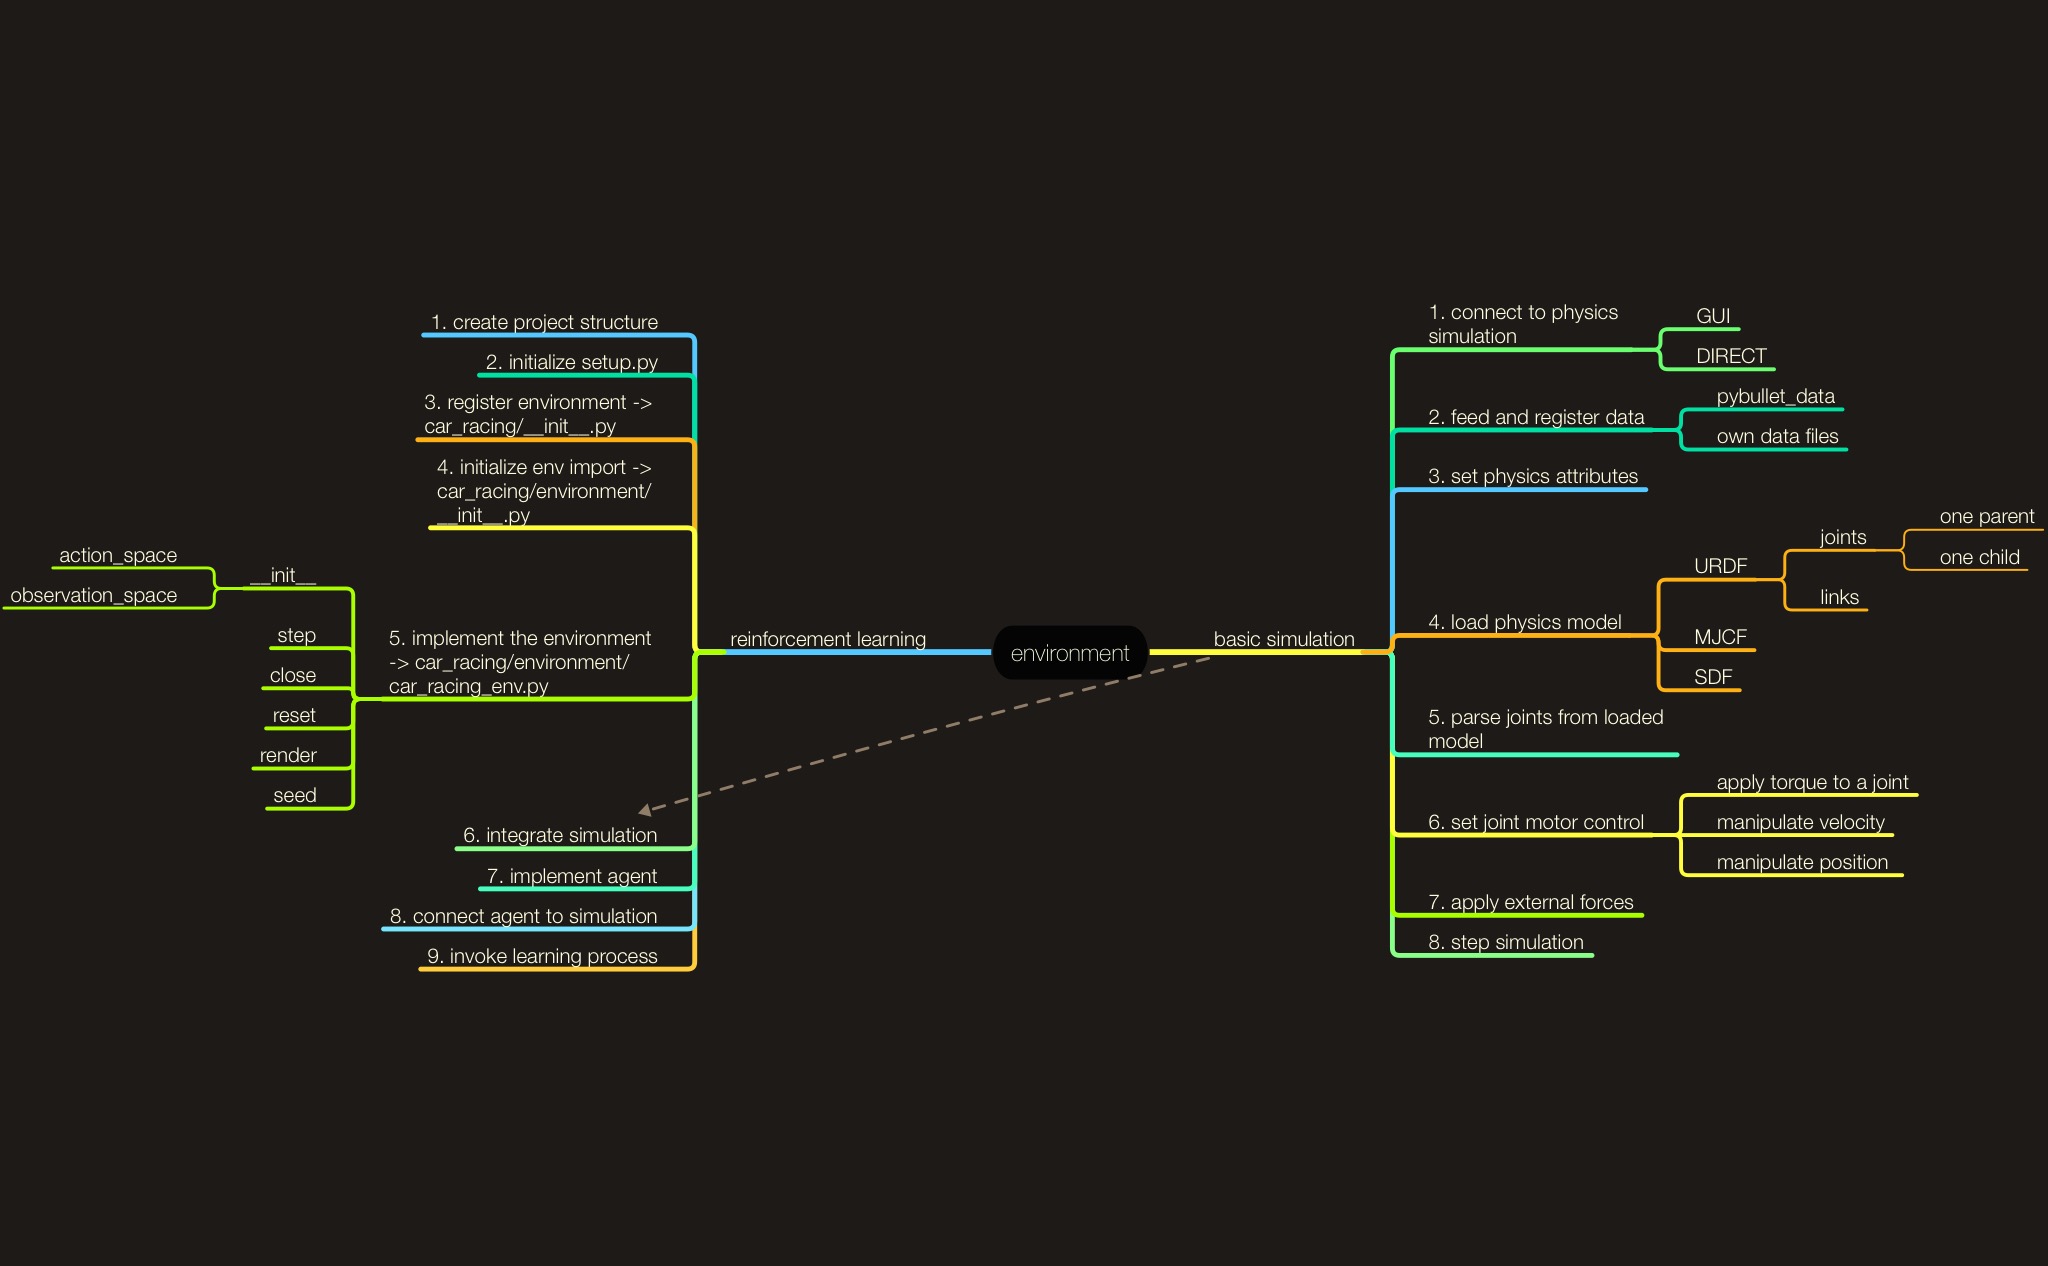 environment
reinforcement learning
1. create project structure
2. initialize setup.py
3. register environment ->
car_racing/__init__.py
4. initialize env import ->
car_racing/environment/
__init__.py
5. implement the environment
-> car_racing/environment/
car_racing_env.py
__init__
action_space
observation_space
step
close
reset
render
seed
6. integrate simulation
7. implement agent
8. connect agent to simulation
9. invoke learning process
basic simulation
1. connect to physics
simulation
GUI
DIRECT
2. feed and register data
pybullet_data
own data files
3. set physics attributes
4. load physics model
URDF
joints
one parent
one child
links
MJCF
SDF
5. parse joints from loaded
model
6. set joint motor control
apply torque to a joint
manipulate velocity
manipulate position
7. apply external forces
8. step simulation